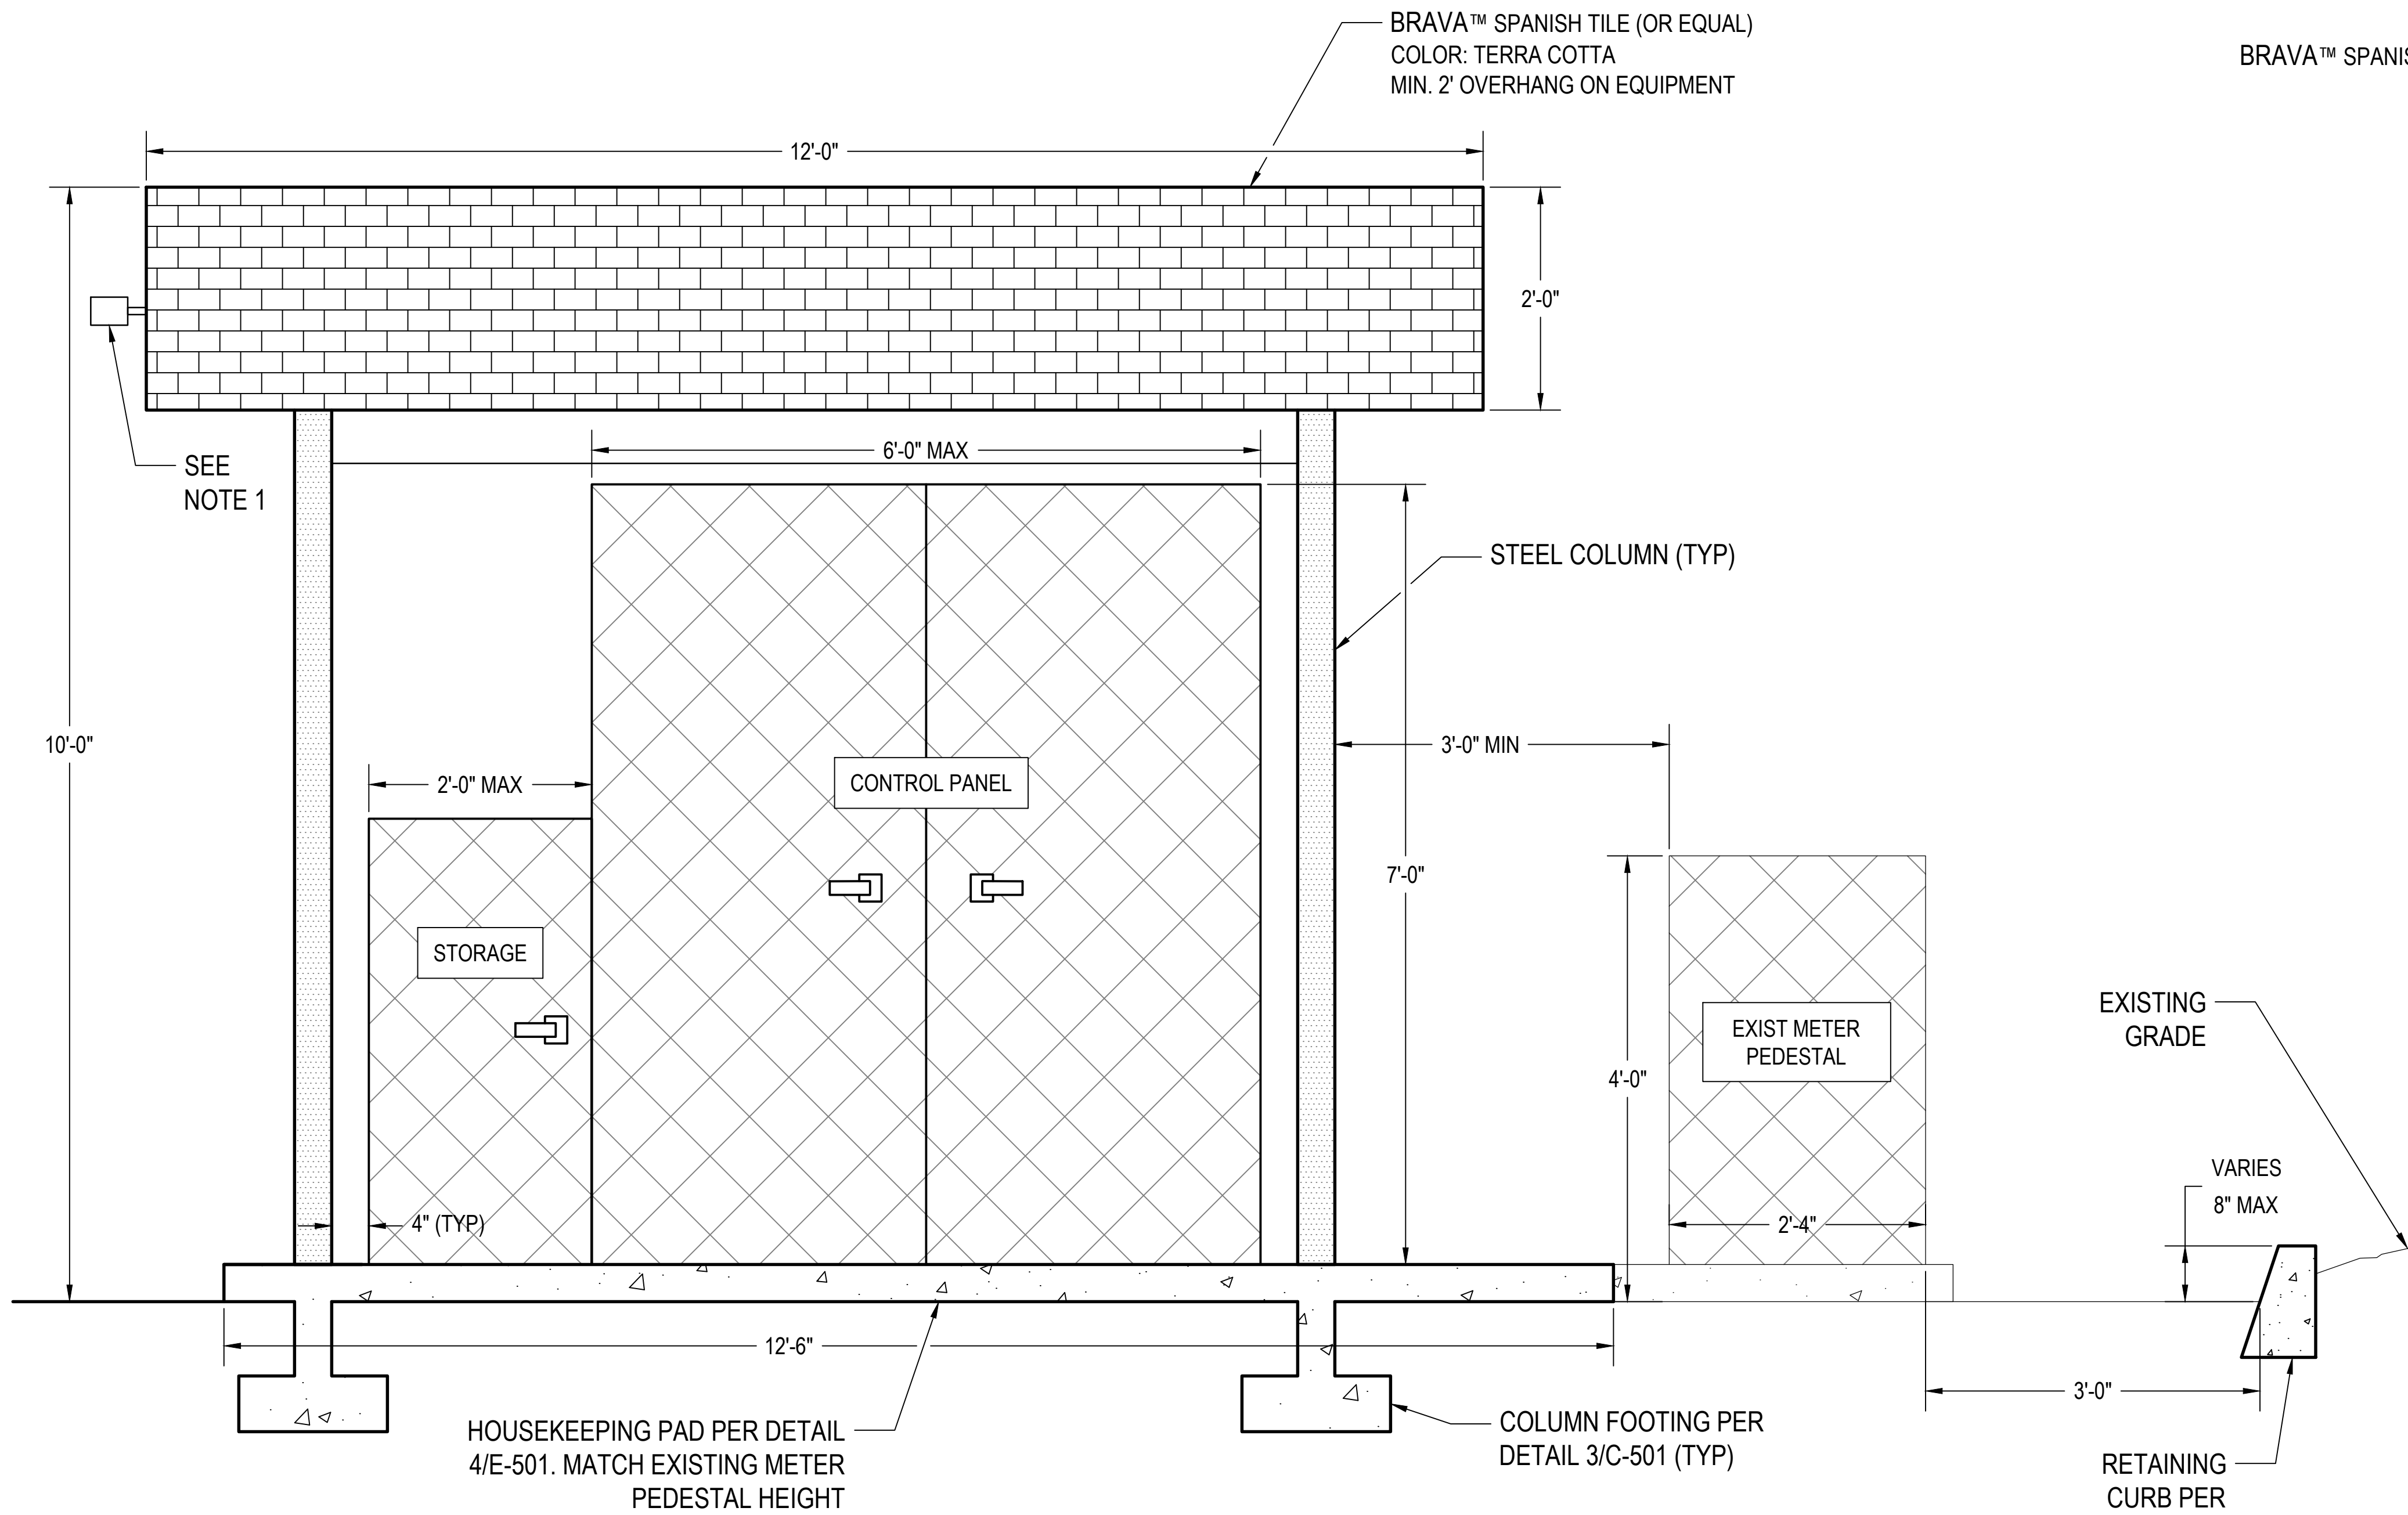 BRAVA™ SPANISH TILE (OR EQUAL)
COLOR: TERRA COTTA
MIN. 2' OVERHANG ON EQUIPMENT
BRAVA™
12'-0"
2'-0"
SEE
NOTE 1
6'-0" MAX
STEEL COLUMN (TYP)
10'-0"
3'-0" MIN
2'-0" MAX
CONTROL PANEL
7'-0"
STORAGE
EXIST METER
PEDESTAL
EXISTING
GRADE
4'-0"
VARIES
8" MAX
4" (TYP)
2'-4"
12'-6"
3'-0"
HOUSEKEEPING PAD PER DETAIL
4/E-501. MATCH EXISTING METER
PEDESTAL HEIGHT
COLUMN FOOTING PER
DETAIL 3/C-501 (TYP)
RETAINING
CURB PER